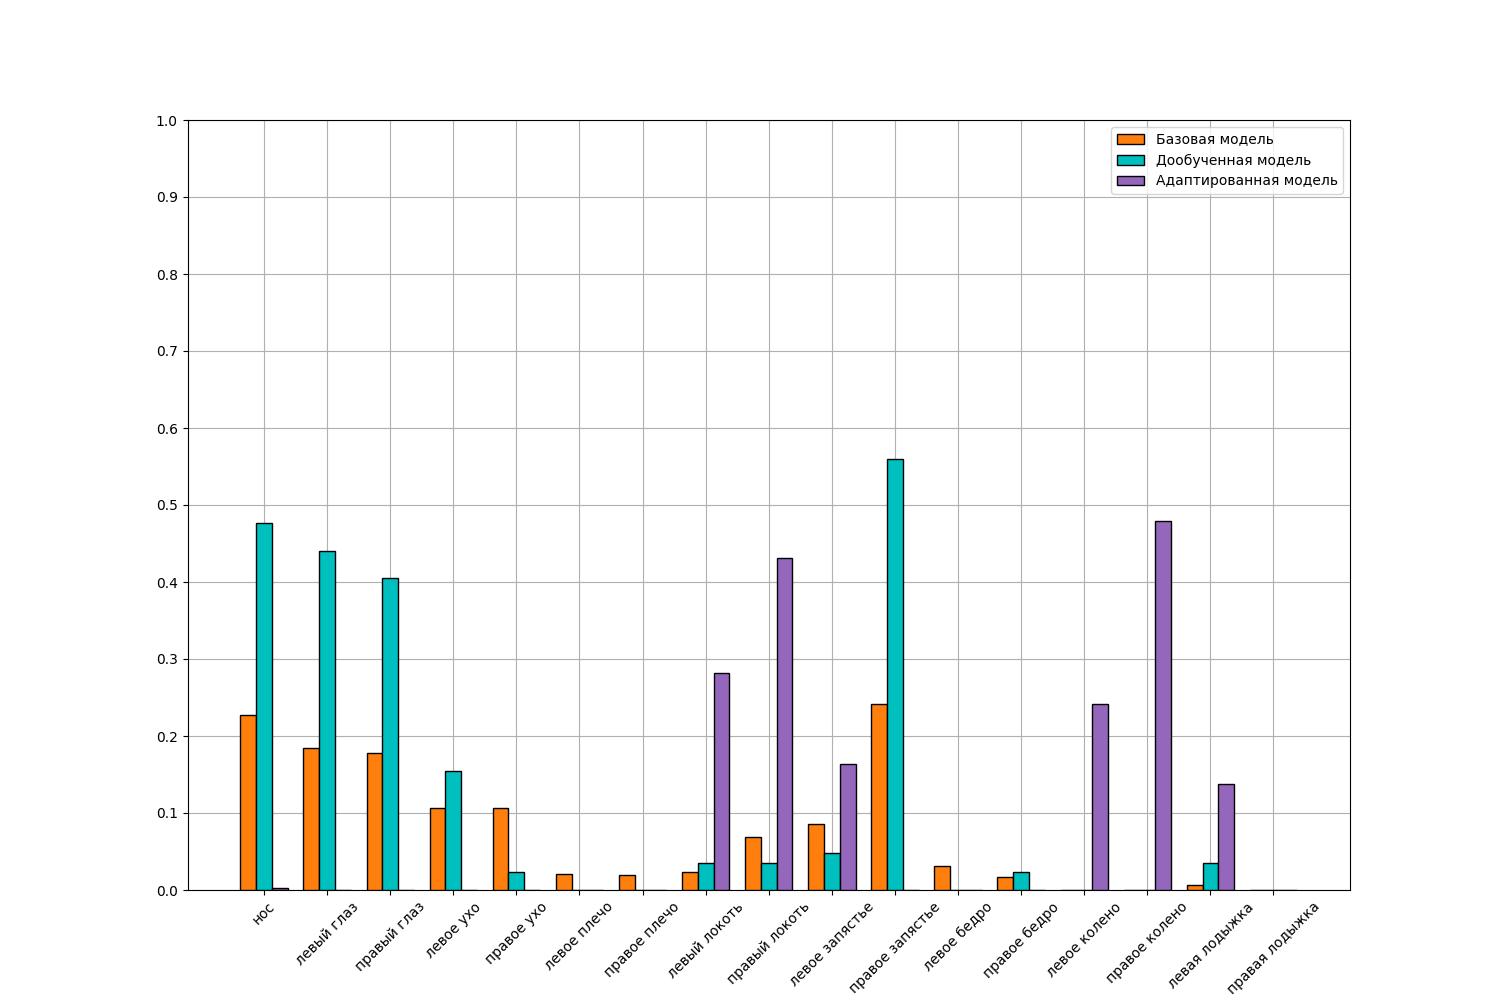 1.0
0.9
0.8
0.7
0.6
0.5
0.4
0.3
0.2
0.1
0.0
Базовая модель
Дообученная модель
Адаптированная модель
нос
левый глаз
правый глаз
левое ухо
правое ухо
левое плечо
правое плечо
левый локоть
правый локоть
левое запястье
правое запястье
левое бедро
правое бедро
левое колено
правое колено
левая лодыжка
правая лодыжка